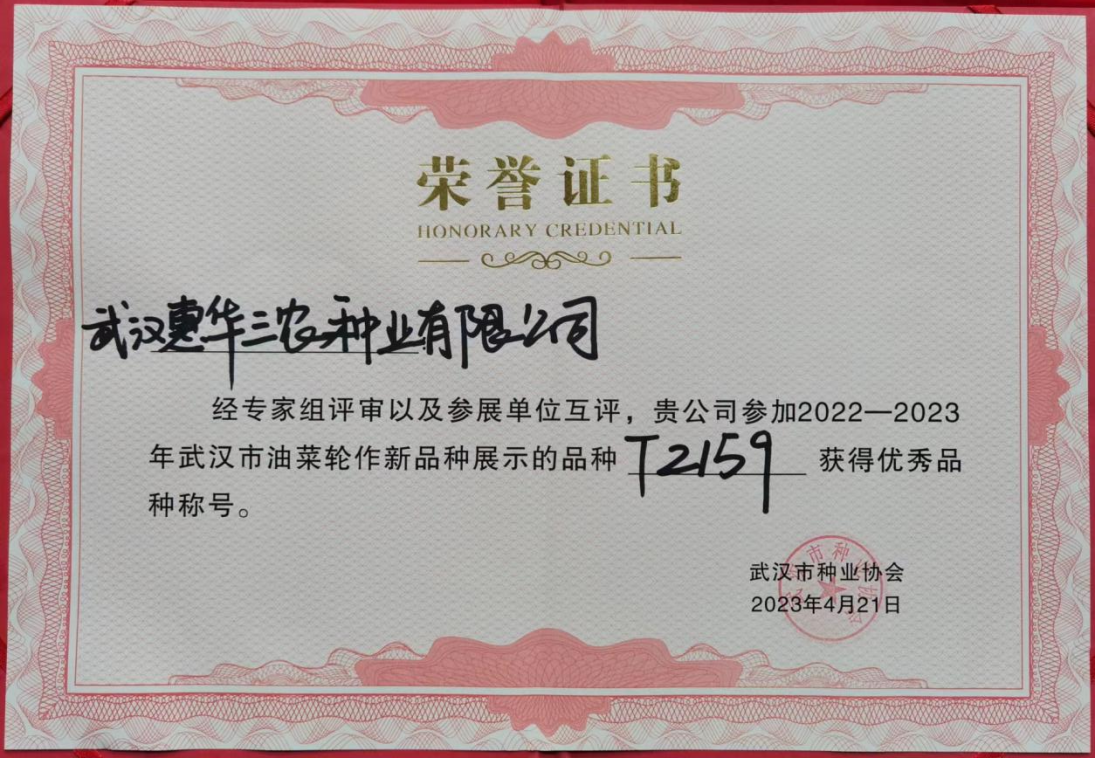 荣誉证书
HONORARY CREDENTIAL
武汉惠华三农种业有限公司
经专家组评审以及参展单位互评，贵公司参加2022—2023
年武汉市油菜轮作新品种展示的品种 T2159 获得优秀品
种称号。
武汉市种业协会
2023年4月21日